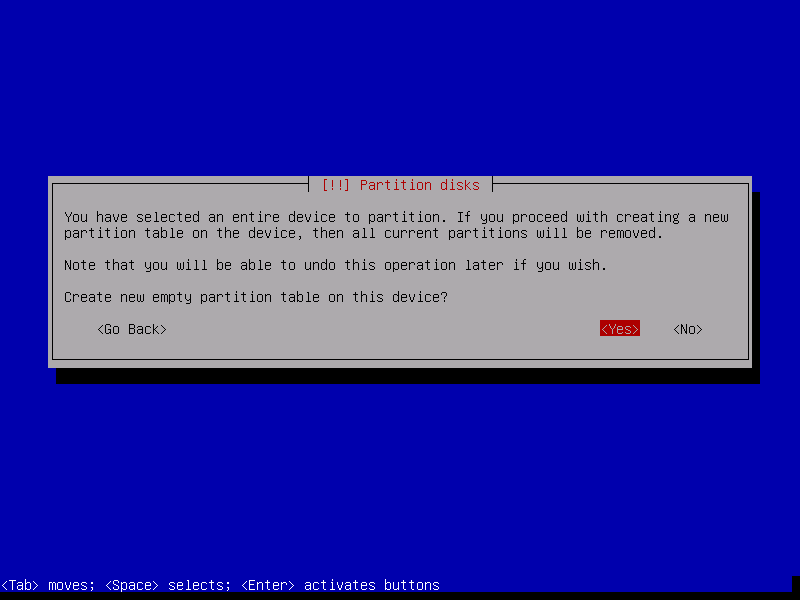 [!!] Partition disks
You have selected an entire device to partition. If you proceed with creating a new
partition table on the device, then all current partitions will be removed.
Note that you will be able to undo this operation later if you wish.
Create new empty partition table on this device?
<Go Back> <Yes> <No>
<Tab> moves; <Space> selects; <Enter> activates buttons